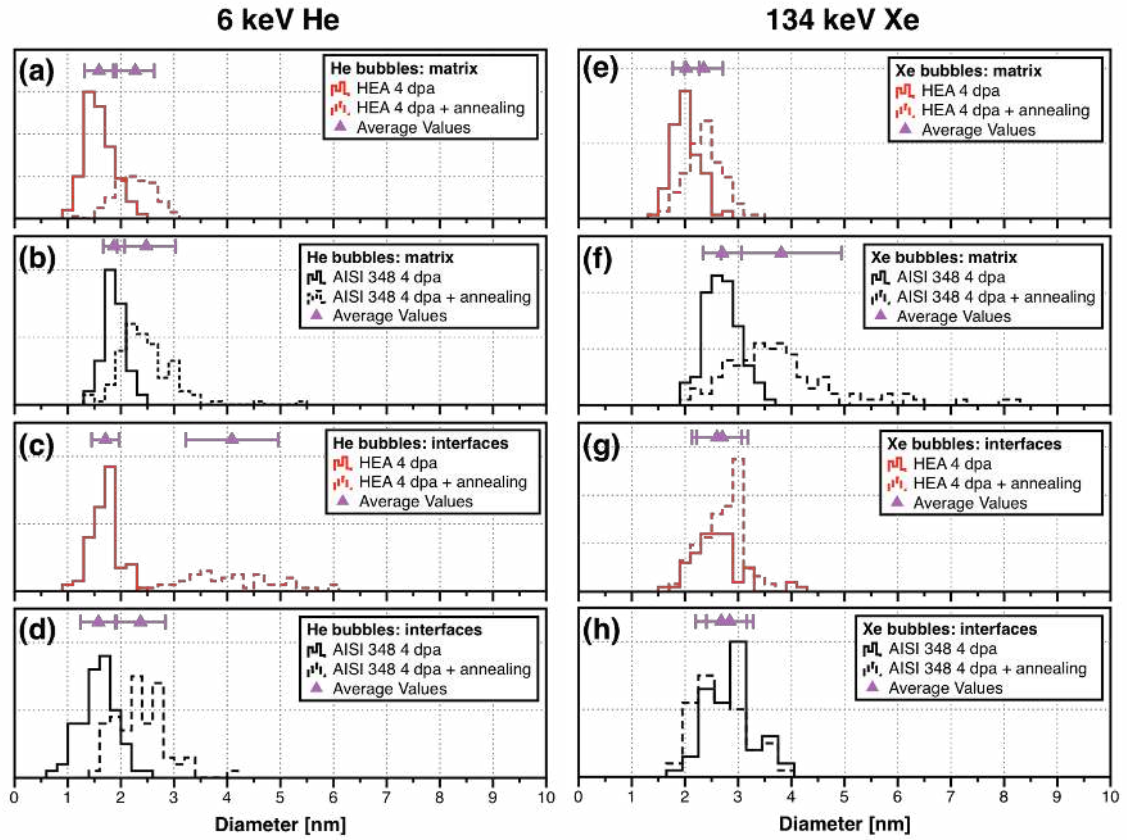 6 keV He
134 keV Xe
(a)
He bubbles: matrix
HEA 4 dpa
HEA 4 dpa + annealing
Average Values
(e)
Xe bubbles: matrix
HEA 4 dpa
HEA 4 dpa + annealing
Average Values
(b)
He bubbles: matrix
AISI 348 4 dpa
AISI 348 4 dpa + annealing
Average Values
(f)
Xe bubbles: matrix
AISI 348 4 dpa
AISI 348 4 dpa + annealing
Average Values
(c)
He bubbles: interfaces
HEA 4 dpa
HEA 4 dpa + annealing
Average Values
(g)
Xe bubbles: interfaces
HEA 4 dpa
HEA 4 dpa + annealing
Average Values
(d)
He bubbles: interfaces
AISI 348 4 dpa
AISI 348 4 dpa + annealing
Average Values
(h)
Xe bubbles: interfaces
AISI 348 4 dpa
AISI 348 4 dpa + annealing
Average Values
0 1 2 3 4 5 6 7 8 9 10
0 1 2 3 4 5 6 7 8 9 10
Diameter [nm]
Diameter [nm]